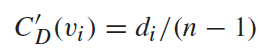 C′_D(v_i) = d_i/(n − 1)